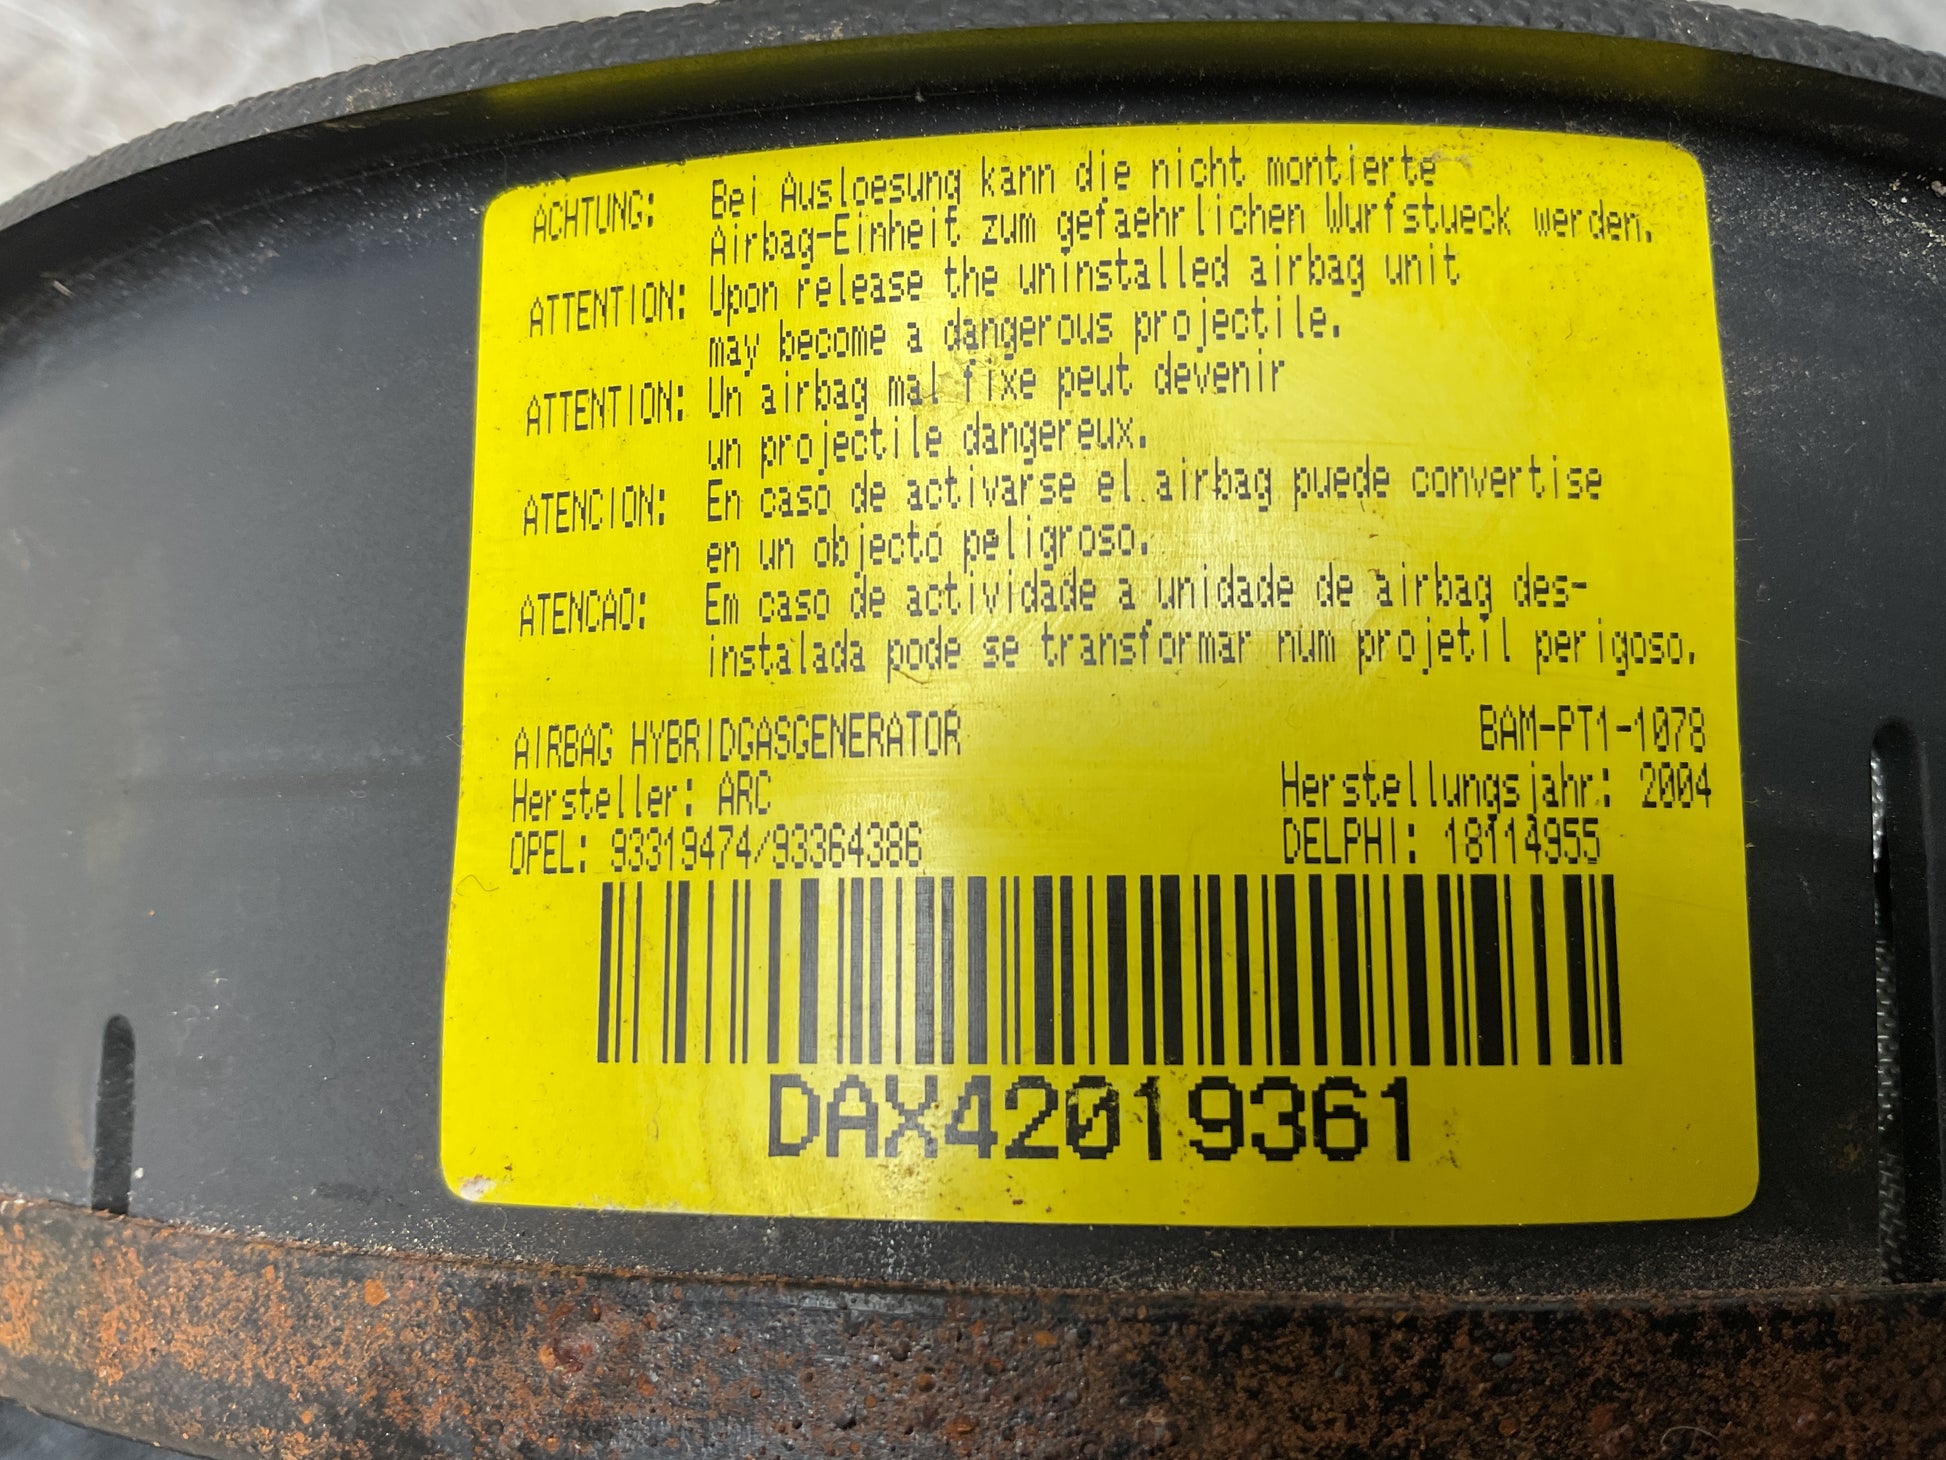 ACHTUNG: Bei Ausloesung kann die nicht montierte
Airbag-Einheit zum gefaehrlichen Wurfstueck werden.
ATTENTION: Upon release the uninstalled airbag unit
may become a dangerous projectile.
ATTENTION: Un airbag mal fixe peut devenir
un projectile dangereux.
ATENCION: En caso de activarse el airbag puede convertise
en un objecto peligroso.
ATENCAO: Em caso de actividade a unidade de airbag des-
instalada pode se transformar num projetil perigoso.
AIRBAG HYBRIDGASGENERATOR BAM-PT1-1078
Hersteller: ARC Herstellungsjahr: 2004
OPEL: 93319474/93364386 DELPHI: 18114955
DAX42019361